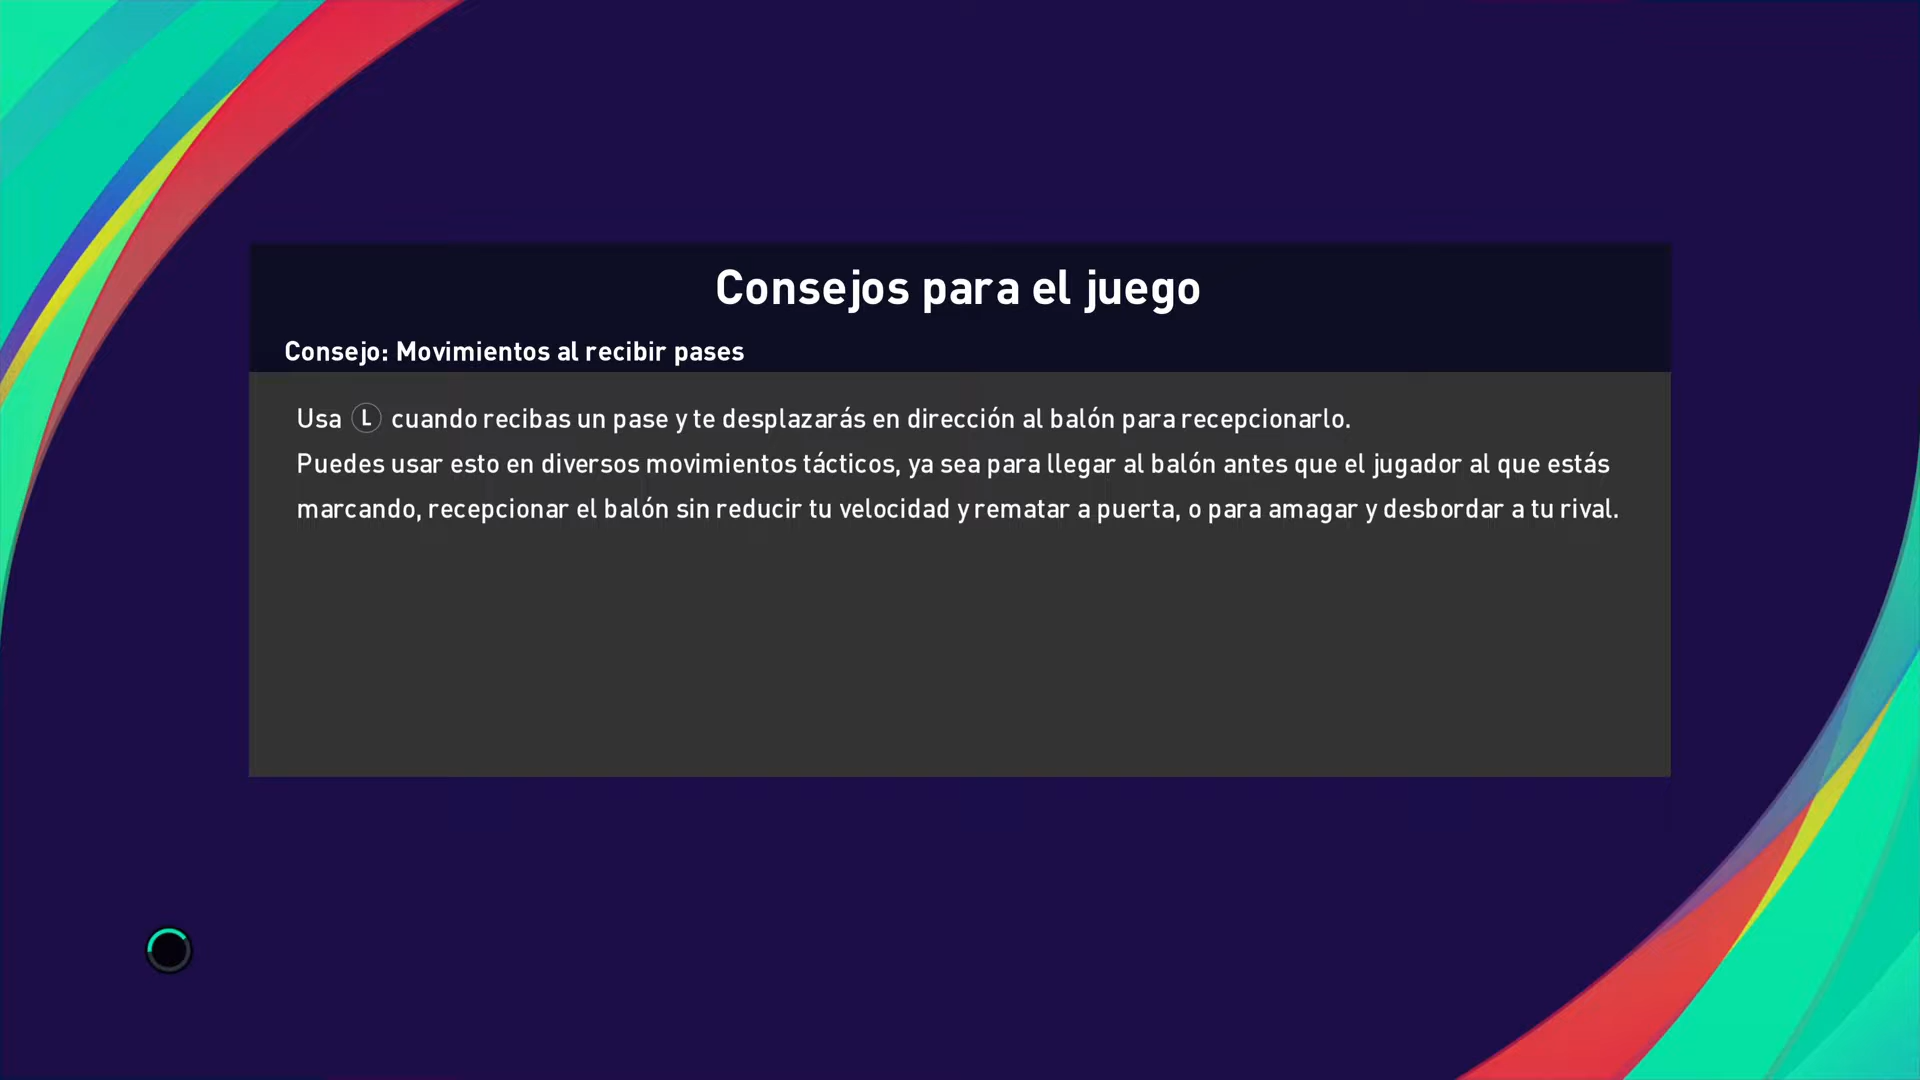 Consejos para el juego
Consejo: Movimientos al recibir pases
Usa L cuando recibas un pase y te desplazarás en dirección al balón para recepcionarlo.
Puedes usar esto en diversos movimientos tácticos, ya sea para llegar al balón antes que el jugador al que estás
marcando, recepcionar el balón sin reducir tu velocidad y rematar a puerta, o para amagar y desbordar a tu rival.